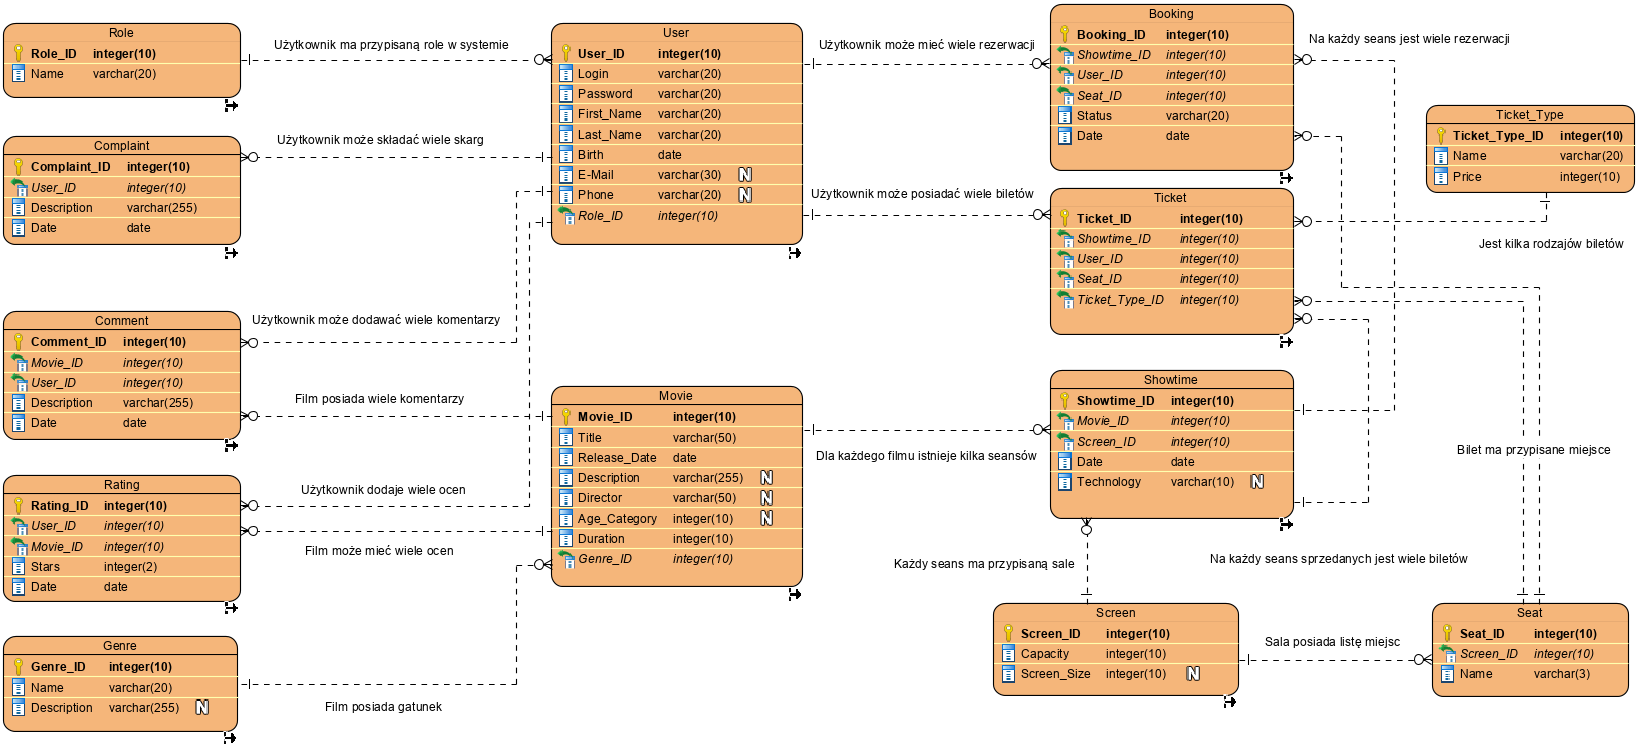 Role
Role_ID integer(10)
Name varchar(20)
Użytkownik ma przypisaną role w systemie
Complaint
Complaint_ID integer(10)
User_ID integer(10)
Description varchar(255)
Date date
Użytkownik może składać wiele skarg
Comment
Comment_ID integer(10)
Movie_ID integer(10)
User_ID integer(10)
Description varchar(255)
Date date
Użytkownik może dodawać wiele komentarzy
Film posiada wiele komentarzy
Rating
Rating_ID integer(10)
User_ID integer(10)
Movie_ID integer(10)
Stars integer(2)
Date date
Użytkownik dodaje wiele ocen
Film może mieć wiele ocen
Genre
Genre_ID integer(10)
Name varchar(20)
Description varchar(255) N
Film posiada gatunek
User
User_ID integer(10)
Login varchar(20)
Password varchar(20)
First_Name varchar(20)
Last_Name varchar(20)
Birth date
E-Mail varchar(30) N
Phone varchar(20) N
Role_ID integer(10)
Użytkownik może mieć wiele rezerwacji
Użytkownik może posiadać wiele biletów
Movie
Movie_ID integer(10)
Title varchar(50)
Release_Date date
Description varchar(255) N
Director varchar(50) N
Age_Category integer(10) N
Duration integer(10)
Genre_ID integer(10)
Dla każdego filmu istnieje kilka seansów
Booking
Booking_ID integer(10)
Showtime_ID integer(10)
User_ID integer(10)
Seat_ID integer(10)
Status varchar(20)
Date date
Na każdy seans jest wiele rezerwacji
Ticket
Ticket_ID integer(10)
Showtime_ID integer(10)
User_ID integer(10)
Seat_ID integer(10)
Ticket_Type_ID integer(10)
Ticket_Type
Ticket_Type_ID integer(10)
Name varchar(20)
Price integer(10)
Jest kilka rodzajów biletów
Showtime
Showtime_ID integer(10)
Movie_ID integer(10)
Screen_ID integer(10)
Date date
Technology varchar(10) N
Bilet ma przypisane miejsce
Każdy seans ma przypisaną sale
Na każdy seans sprzedanych jest wiele biletów
Screen
Screen_ID integer(10)
Capacity integer(10)
Screen_Size integer(10) N
Sala posiada listę miejsc
Seat
Seat_ID integer(10)
Screen_ID integer(10)
Name varchar(3)